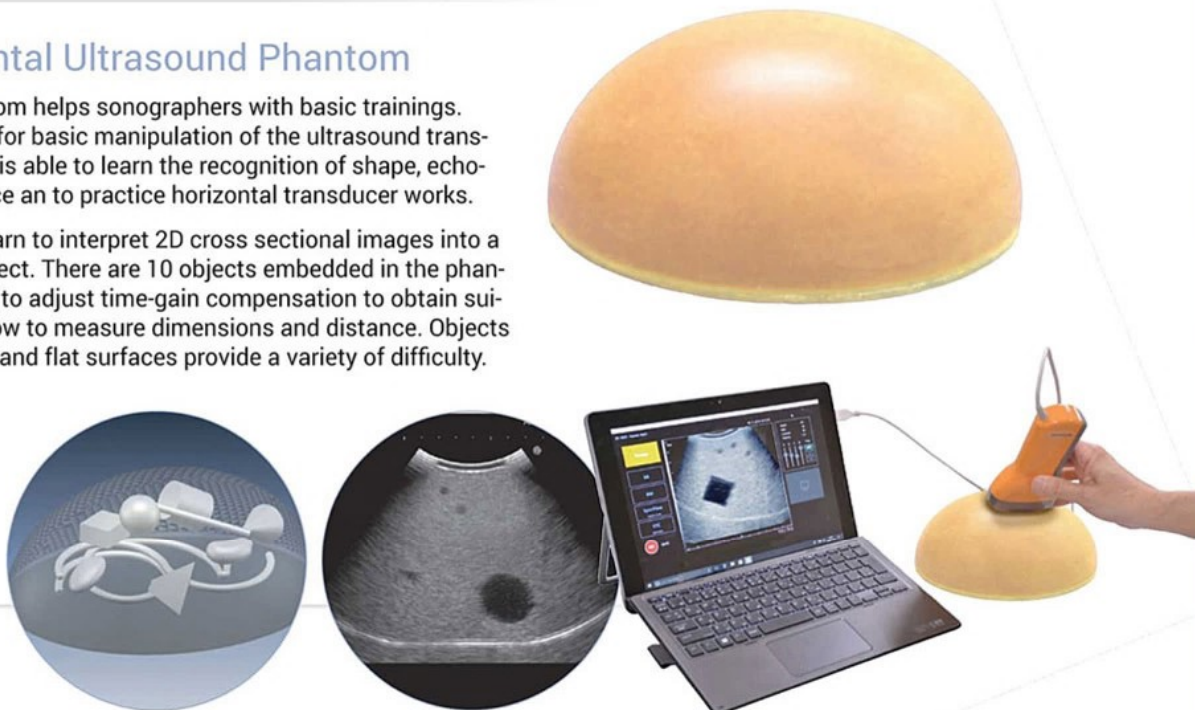 ntal Ultrasound Phantom
om helps sonographers with basic trainings.
for basic manipulation of the ultrasound trans-
is able to learn the recognition of shape, echo-
ce an to practice horizontal transducer works.
arn to interpret 2D cross sectional images into a
ect. There are 10 objects embedded in the phan-
to adjust time-gain compensation to obtain sui-
ow to measure dimensions and distance. Objects
and flat surfaces provide a variety of difficulty.